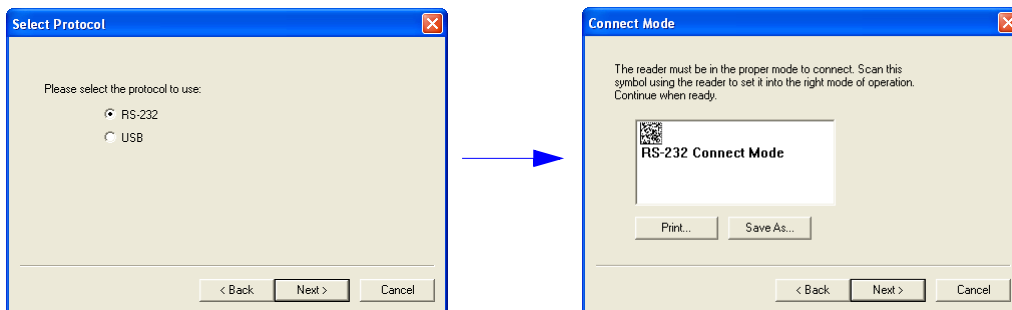 Select Protocol
Please select the protocol to use:
RS-232
USB
< Back Next > Cancel
Connect Mode
The reader must be in the proper mode to connect. Scan this
symbol using the reader to set it into the right mode of operation.
Continue when ready.
RS-232 Connect Mode
Print... Save As...
< Back Next > Cancel